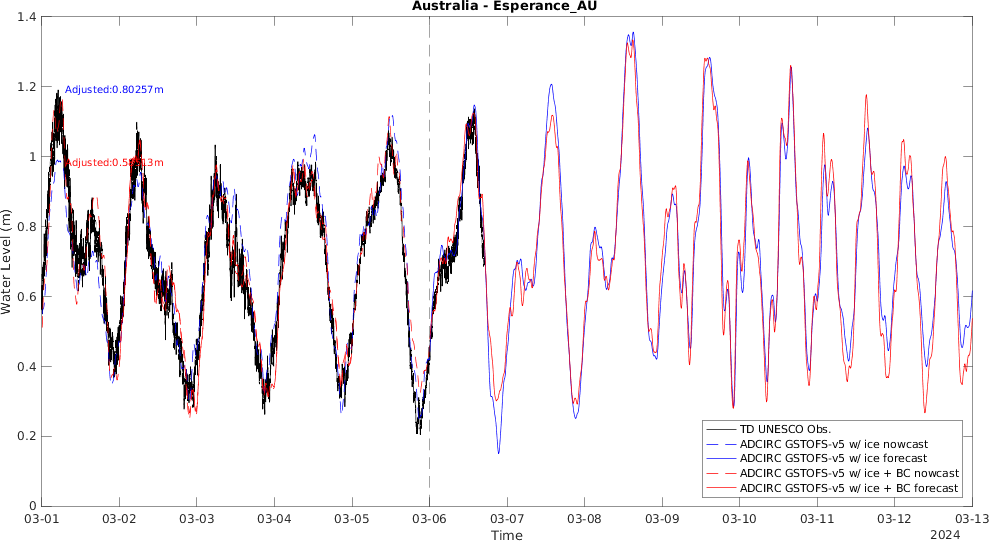 Australia - Esperance_AU
1.4
1.2
1
0.8
0.6
0.4
0.2
0
Water Level (m)
Adjusted:0.80257m
TD UNESCO Obs.
ADCIRC GSTOFS-v5 w/ ice nowcast
ADCIRC GSTOFS-v5 w/ ice forecast
ADCIRC GSTOFS-v5 w/ ice + BC nowcast
ADCIRC GSTOFS-v5 w/ ice + BC forecast
03-01 03-02 03-03 03-04 03-05 03-06 03-07 03-08 03-09 03-10 03-11 03-12 03-13
Time
2024